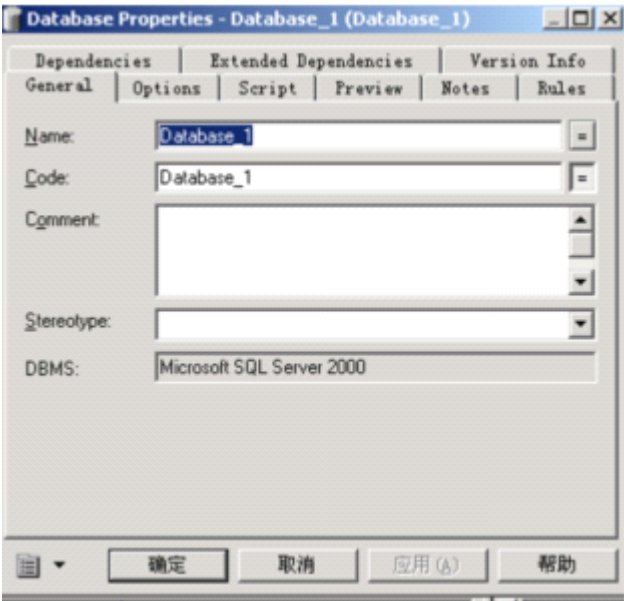 Database Properties - Database_1 (Database_1)
Dependencies Extended Dependencies Version Info
General Options Script Preview Notes Rules
Name: Database_1 =
Code: Database_1 =
Comment:
Stereotype:
DBMS: Microsoft SQL Server 2000
确定 取消 应用(A) 帮助